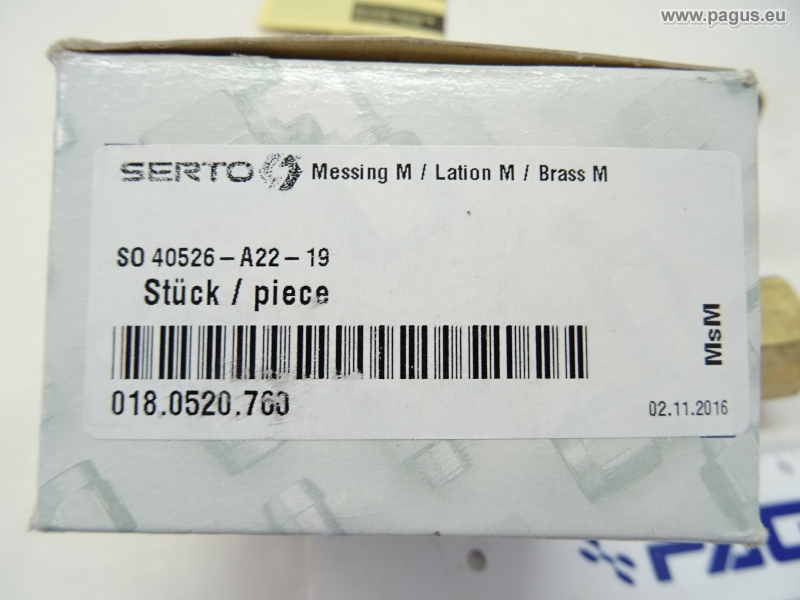 www.pagus.eu
SERTO Messing M / Lation M / Brass M
SO 40526-A22-19
Stück / piece
MsM
018.0520.760
02.11.2016